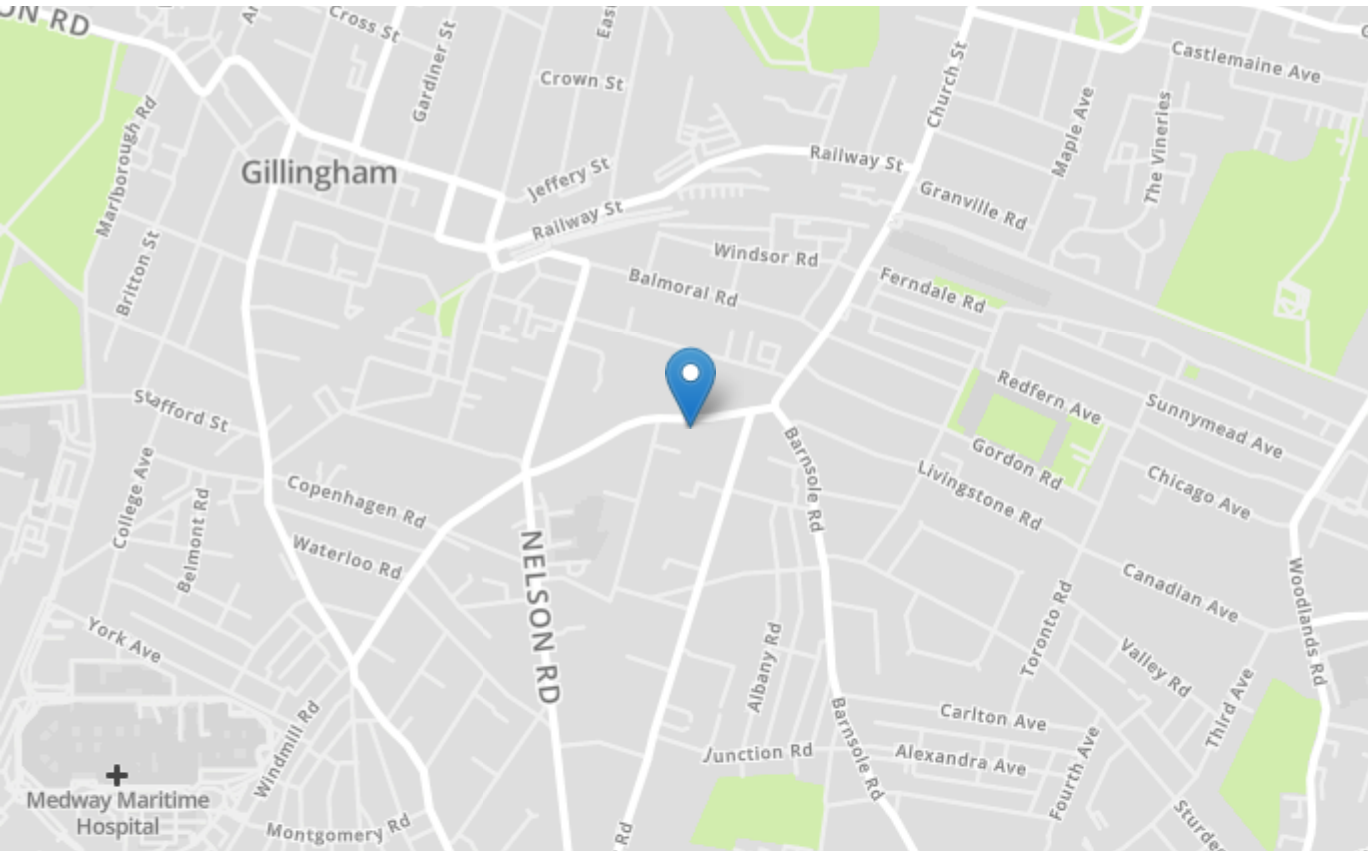 ON RD
Cross St
Gardiner St
Crown St
Church St
Castlemaine Ave
Maple Ave
The Vineries
Marlborough Rd
Gillingham
Jeffery St
Railway St
Granville Rd
Railway St
Windsor Rd
Britton St
Balmoral Rd
Ferndale Rd
Stafford St
Redfern Ave
Sunnymead Ave
Gordon Rd
College Ave
Barnsole Rd
Livingstone Rd
Chicago Ave
Copenhagen Rd
Belmont Rd
Waterloo Rd
NELSON RD
Canadian Ave
Woodlands Rd
Toronto Rd
York Ave
Albany Rd
Valley Rd
Third Ave
Windmill Rd
Barnsole Rd
Carlton Ave
Junction Rd
Alexandra Ave
Fourth Ave
Medway Maritime
Hospital
Montgomery Rd
Rd